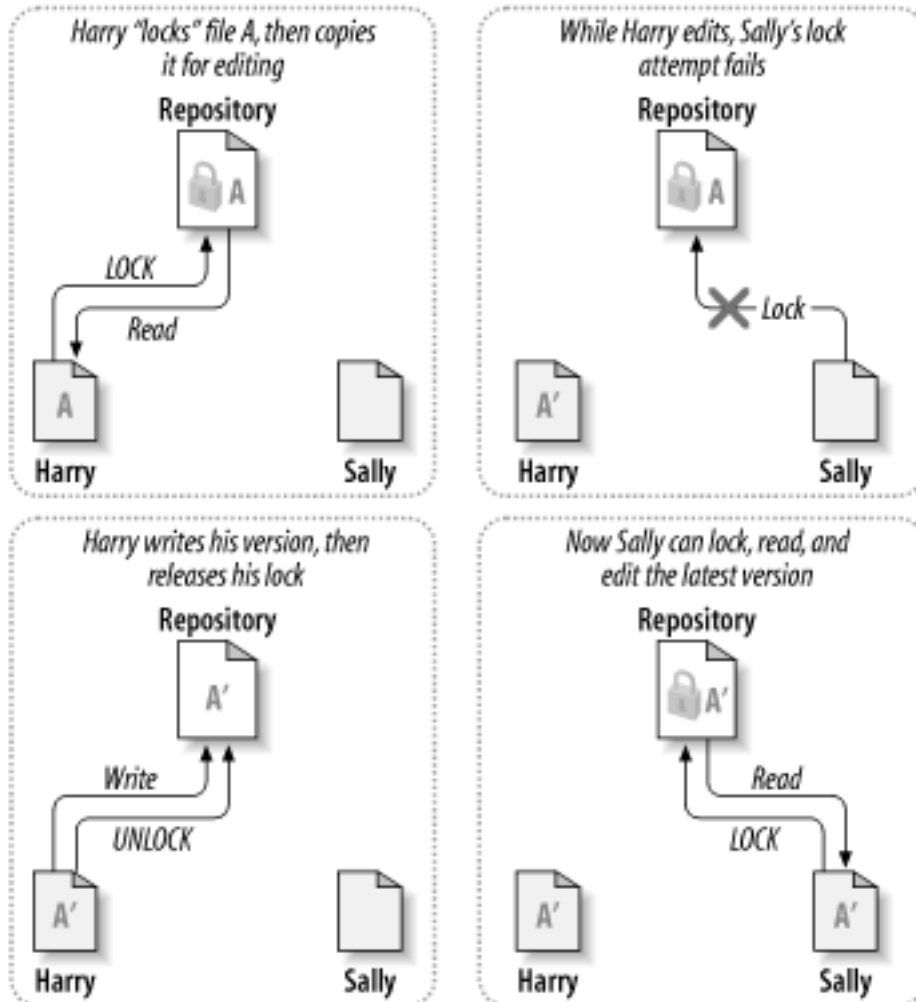 Harry “locks” file A, then copies
it for editing
Repository
A
LOCK
Read
A
Harry
Sally
While Harry edits, Sally’s lock
attempt fails
Repository
A
Lock
A′
Harry
Sally
Harry writes his version, then
releases his lock
Repository
A′
Write
UNLOCK
A′
Harry
Sally
Now Sally can lock, read, and
edit the latest version
Repository
A′
Read
LOCK
A′
A′
Harry
Sally